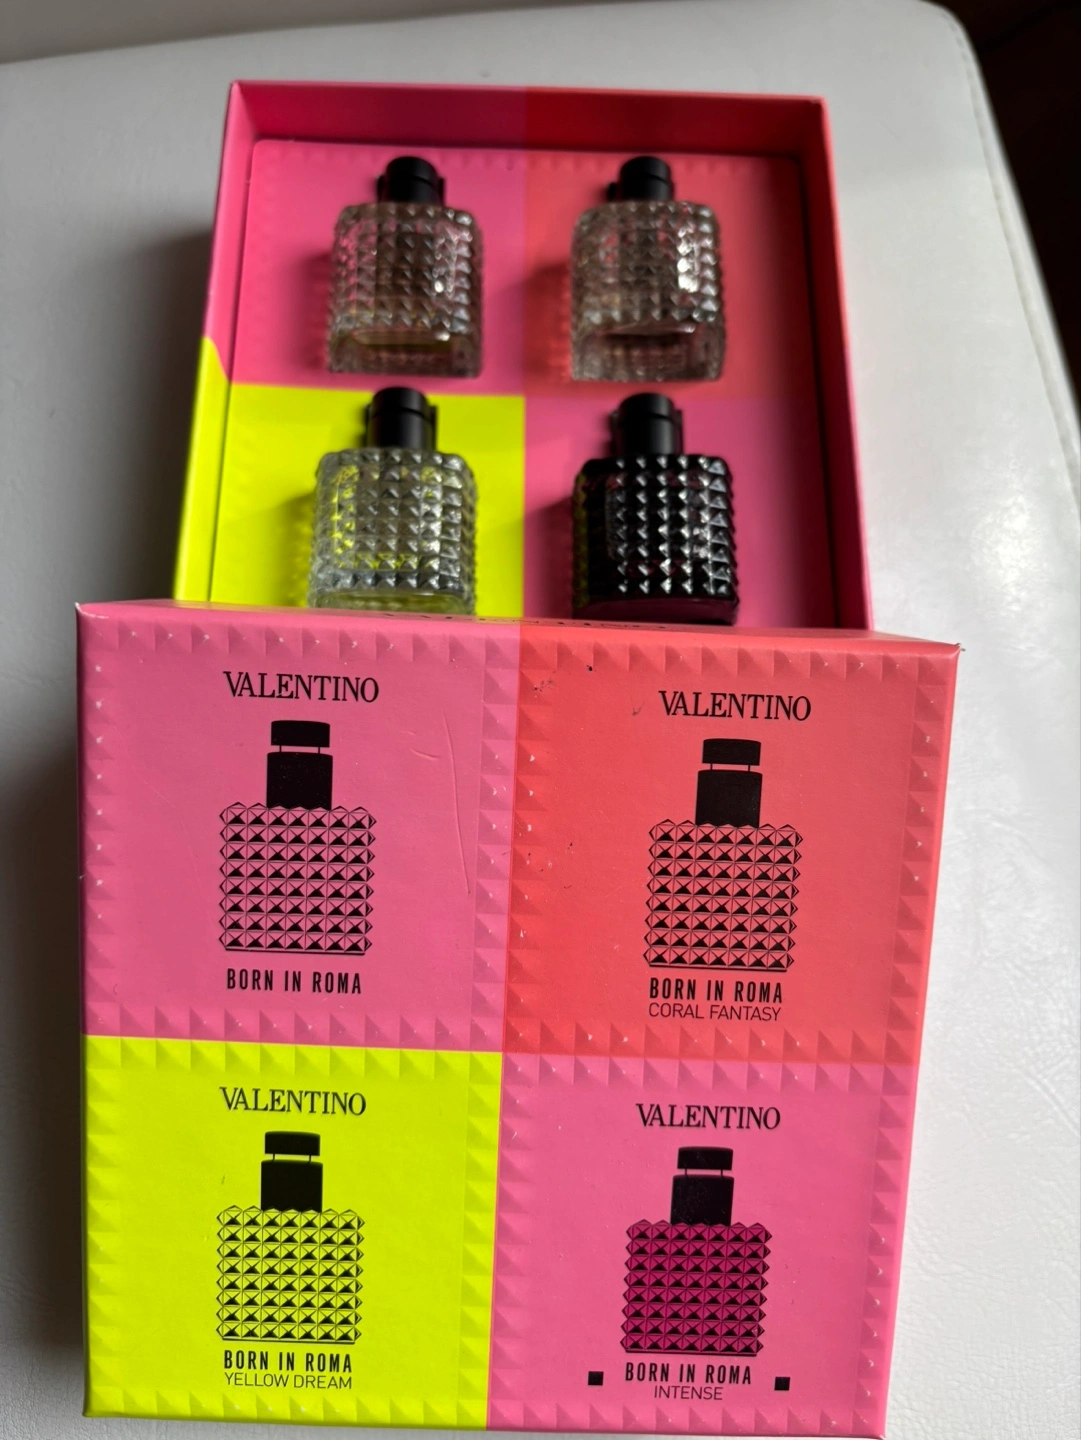 VALENTINO
BORN IN ROMA
VALENTINO
BORN IN ROMA
CORAL FANTASY
VALENTINO
BORN IN ROMA
YELLOW DREAM
VALENTINO
BORN IN ROMA
INTENSE